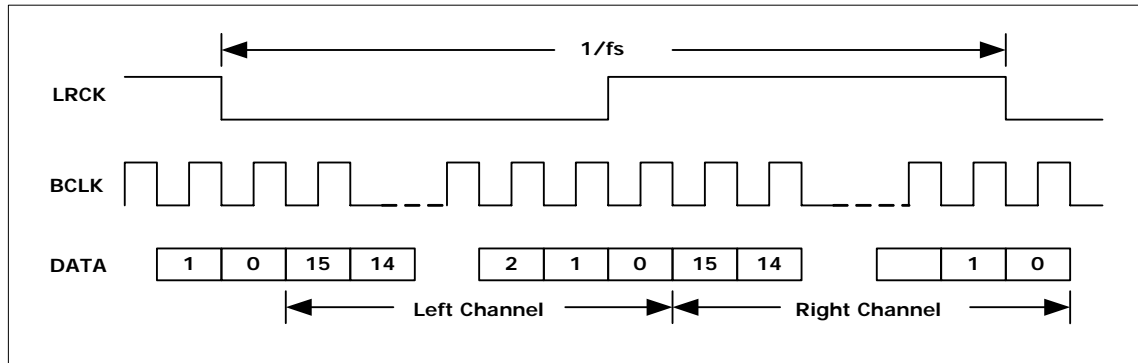 1/fs
LRCK
BCLK
DATA 1 0 15 14 2 1 0 15 14 1 0
Left Channel Right Channel